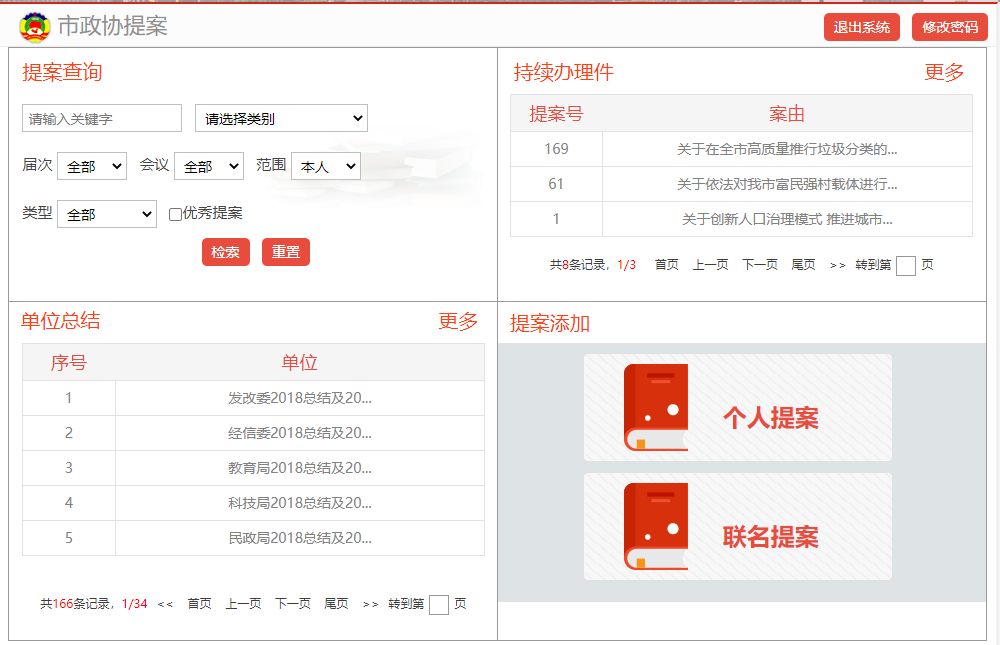 市政协提案
退出系统 修改密码
提案查询
请输入关键字 请选择类别
届次 全部 会议 全部 范围 本人
类型 全部 优秀提案
检索 重置
持续办理件 更多
提案号 案由
169 关于在全市高质量推行垃圾分类的...
61 关于依法对我市富民强村载体进行...
1 关于创新人口治理模式 推进城市...
共8条记录，1/3 首页 上一页 下一页 尾页 >> 转到第 页
单位总结 更多
序号 单位
1 发改委2018总结及20...
2 经信委2018总结及20...
3 教育局2018总结及20...
4 科技局2018总结及20...
5 民政局2018总结及20...
共166条记录，1/34 << 首页 上一页 下一页 尾页 >> 转到第 页
提案添加
个人提案
联名提案